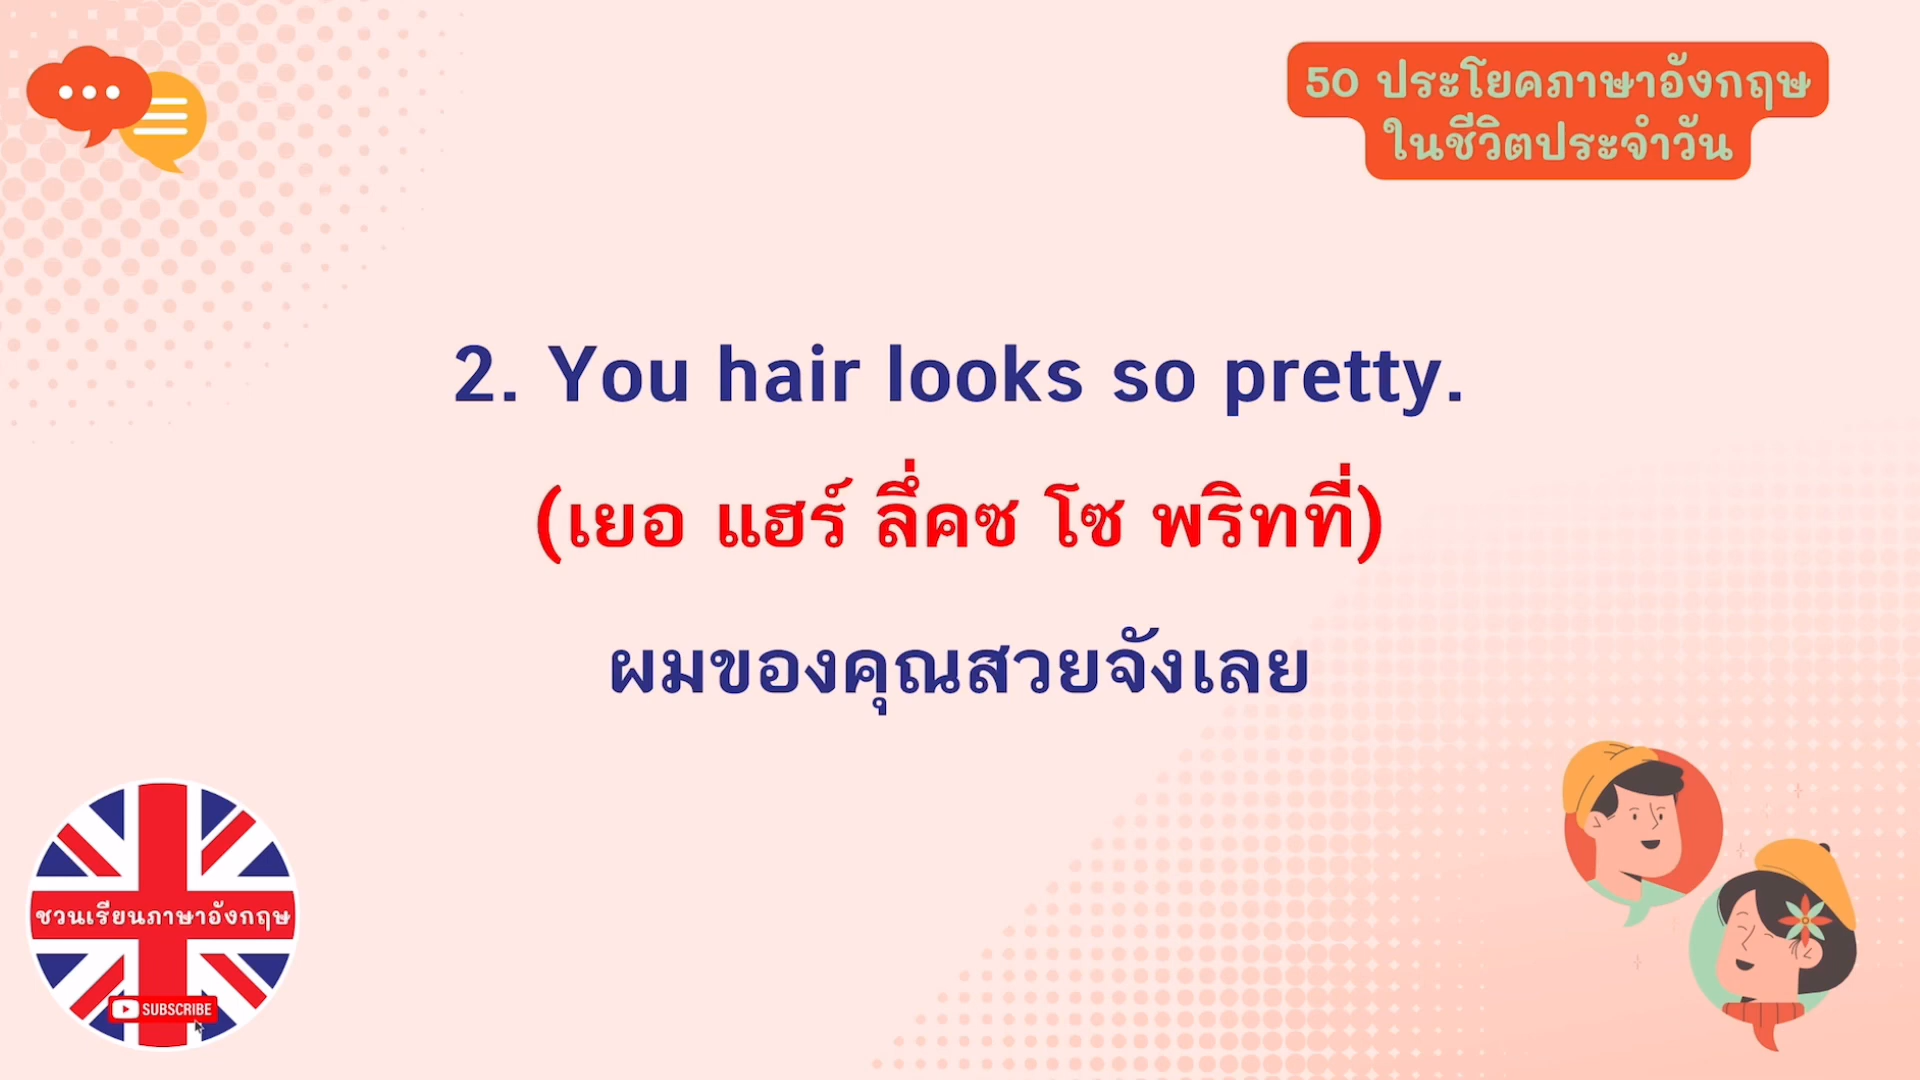 50 ประโยคภาษาอังกฤษ
ในชีวิตประจำวัน
2. You hair looks so pretty.
(เยอ แฮร์ ลึ่คซ โซ พริทที่)
ผมของคุณสวยจังเลย
ชวนเรียนภาษาอังกฤษ
SUBSCRIBE